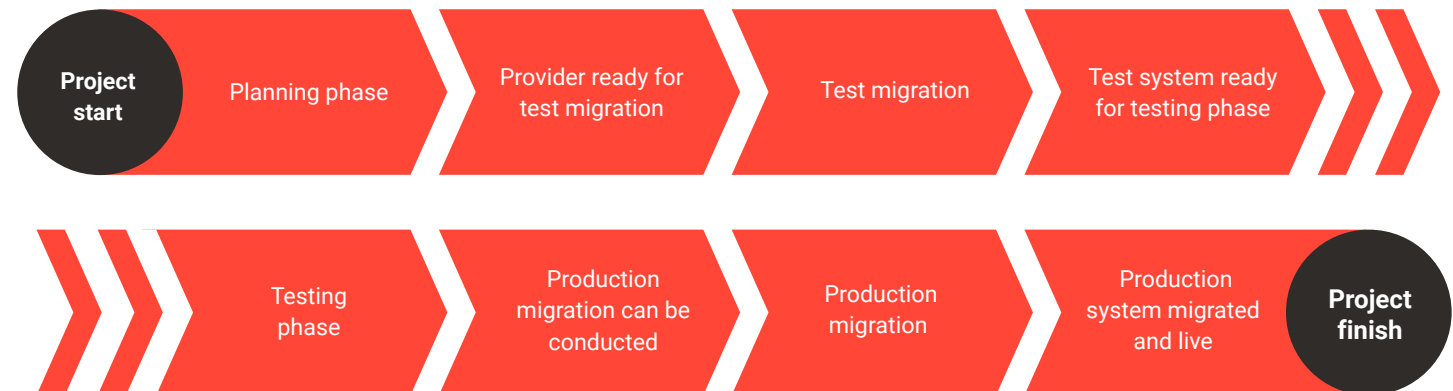 Project
start
Planning phase
Provider ready for
test migration
Test migration
Test system ready
for testing phase
Testing
phase
Production
migration can be
conducted
Production
migration
Production
system migrated
and live
Project
finish